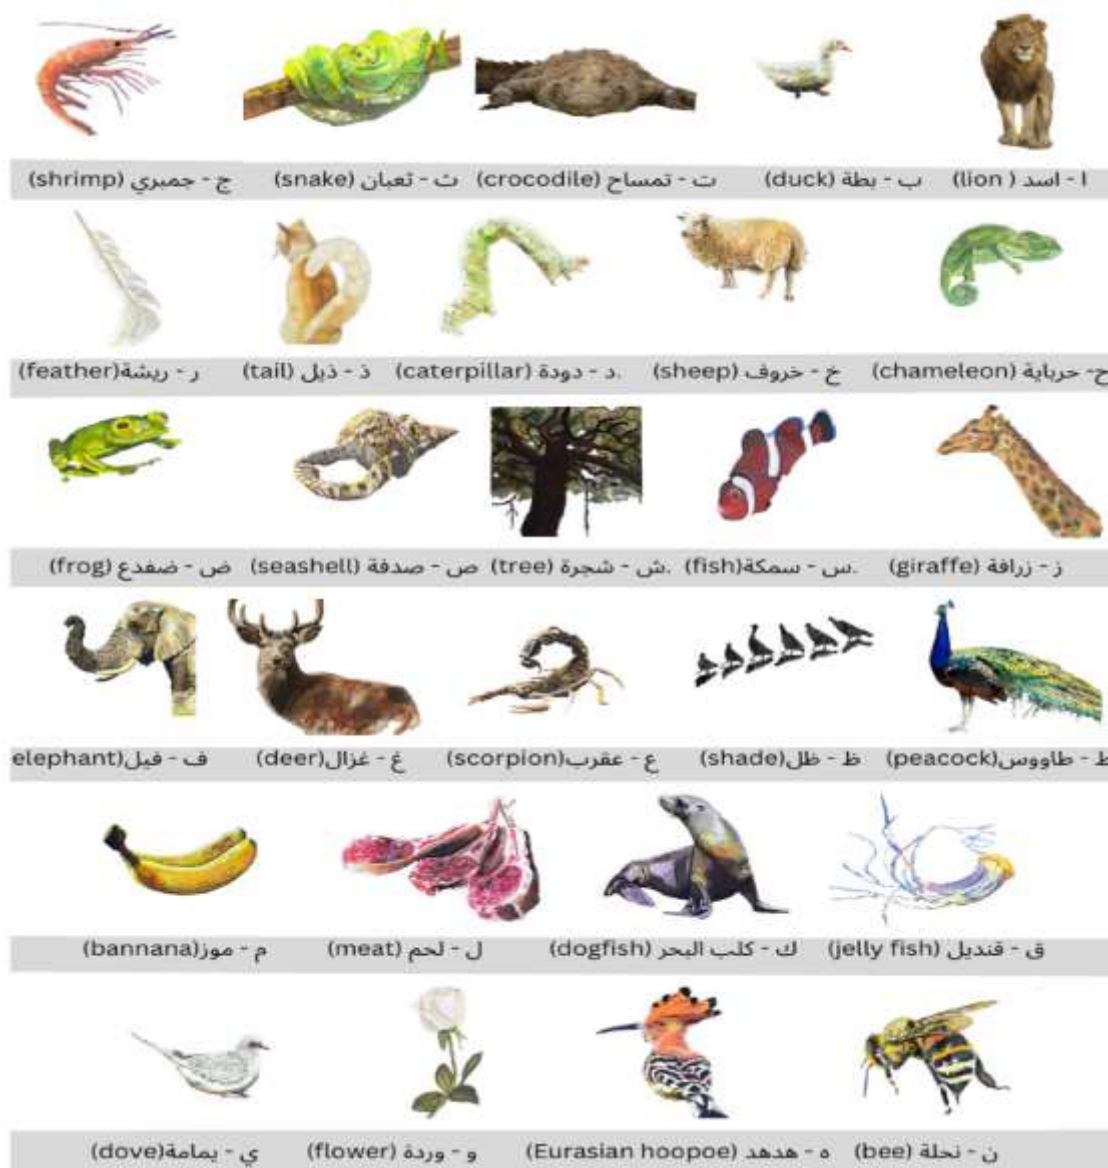 ا - اسد ( lion) ب - بطة (duck) ت - تمساح (crocodile) ث - ثعبان (snake) ج - جمبري (shrimp)
ح- حرباية (chameleon) خ - خروف (sheep) .د - دودة (caterpillar) ذ - ذيل (tail) ر - ريشة(feather)
ز - زرافة (giraffe) .س - سمكة(fish) .ش - شجرة (tree) ص - صدفة (seashell) ض - ضفدع (frog)
ط - طاووس(peacock) ظ - ظل(shade) ع - عقرب(scorpion) غ - غزال(deer) ف - فيل(elephant
ق - قنديل (jelly fish) ك - كلب البحر (dogfish) ل - لحم (meat) م - موز(bannana)
ن - نحلة (bee) ه - هدهد (Eurasian hoopoe) و - وردة (flower) ي - يمامة(dove)